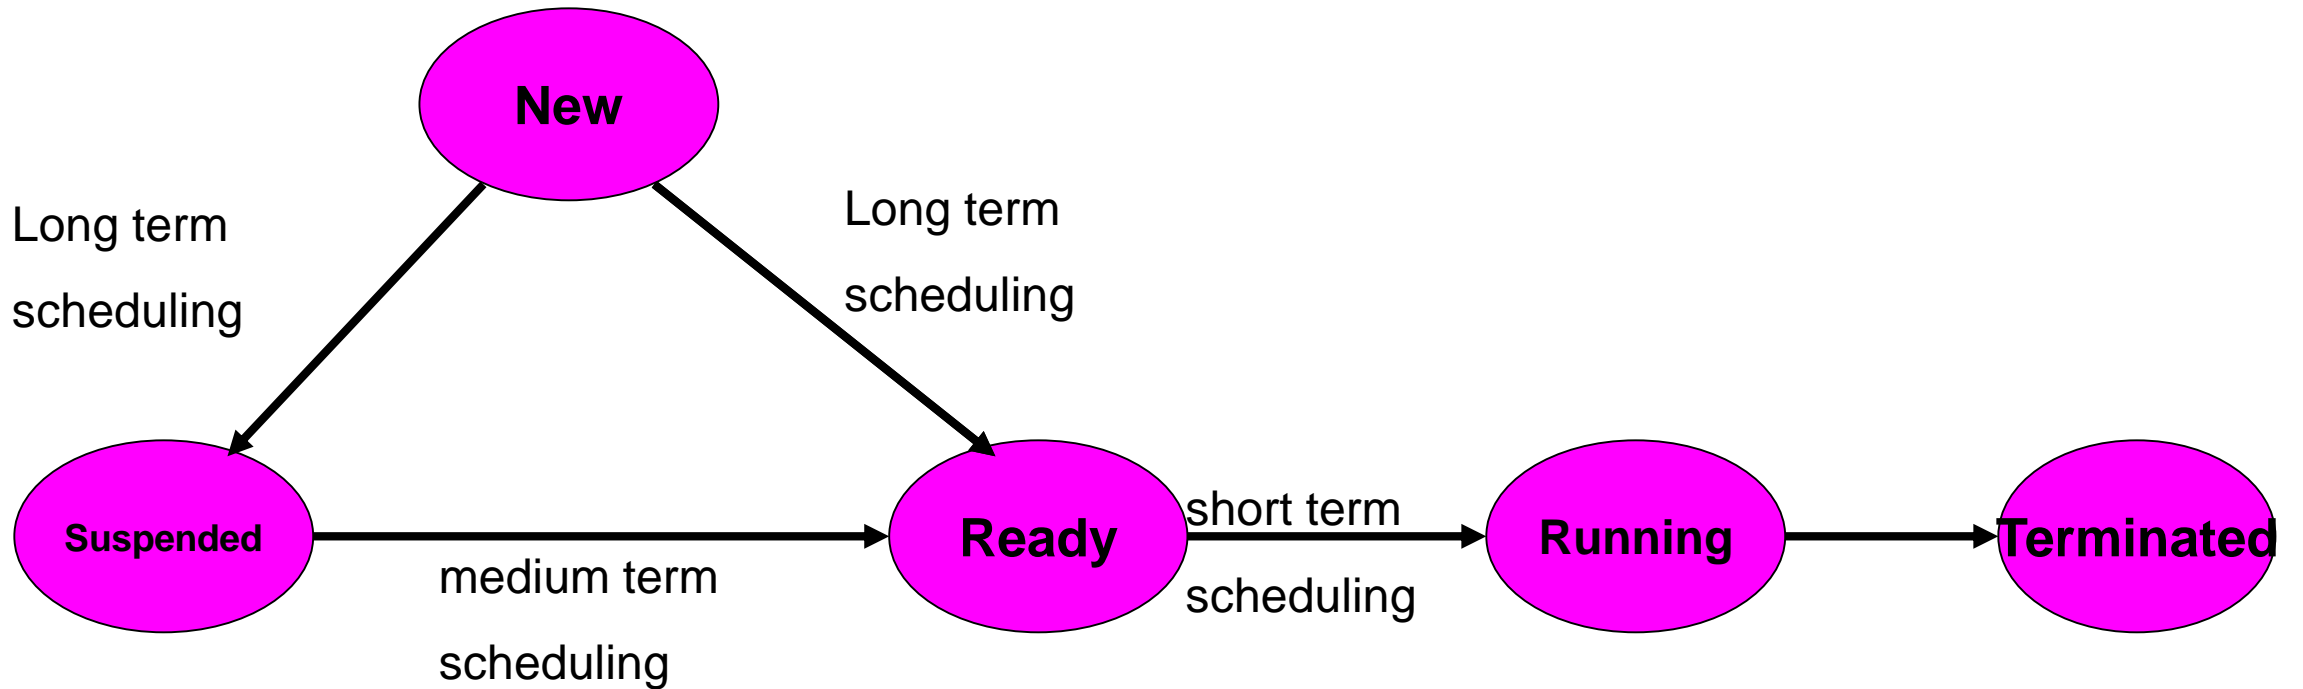 New
Long term
scheduling
Long term
scheduling
Suspended
medium term
scheduling
Ready
short term
scheduling
Running
Terminated